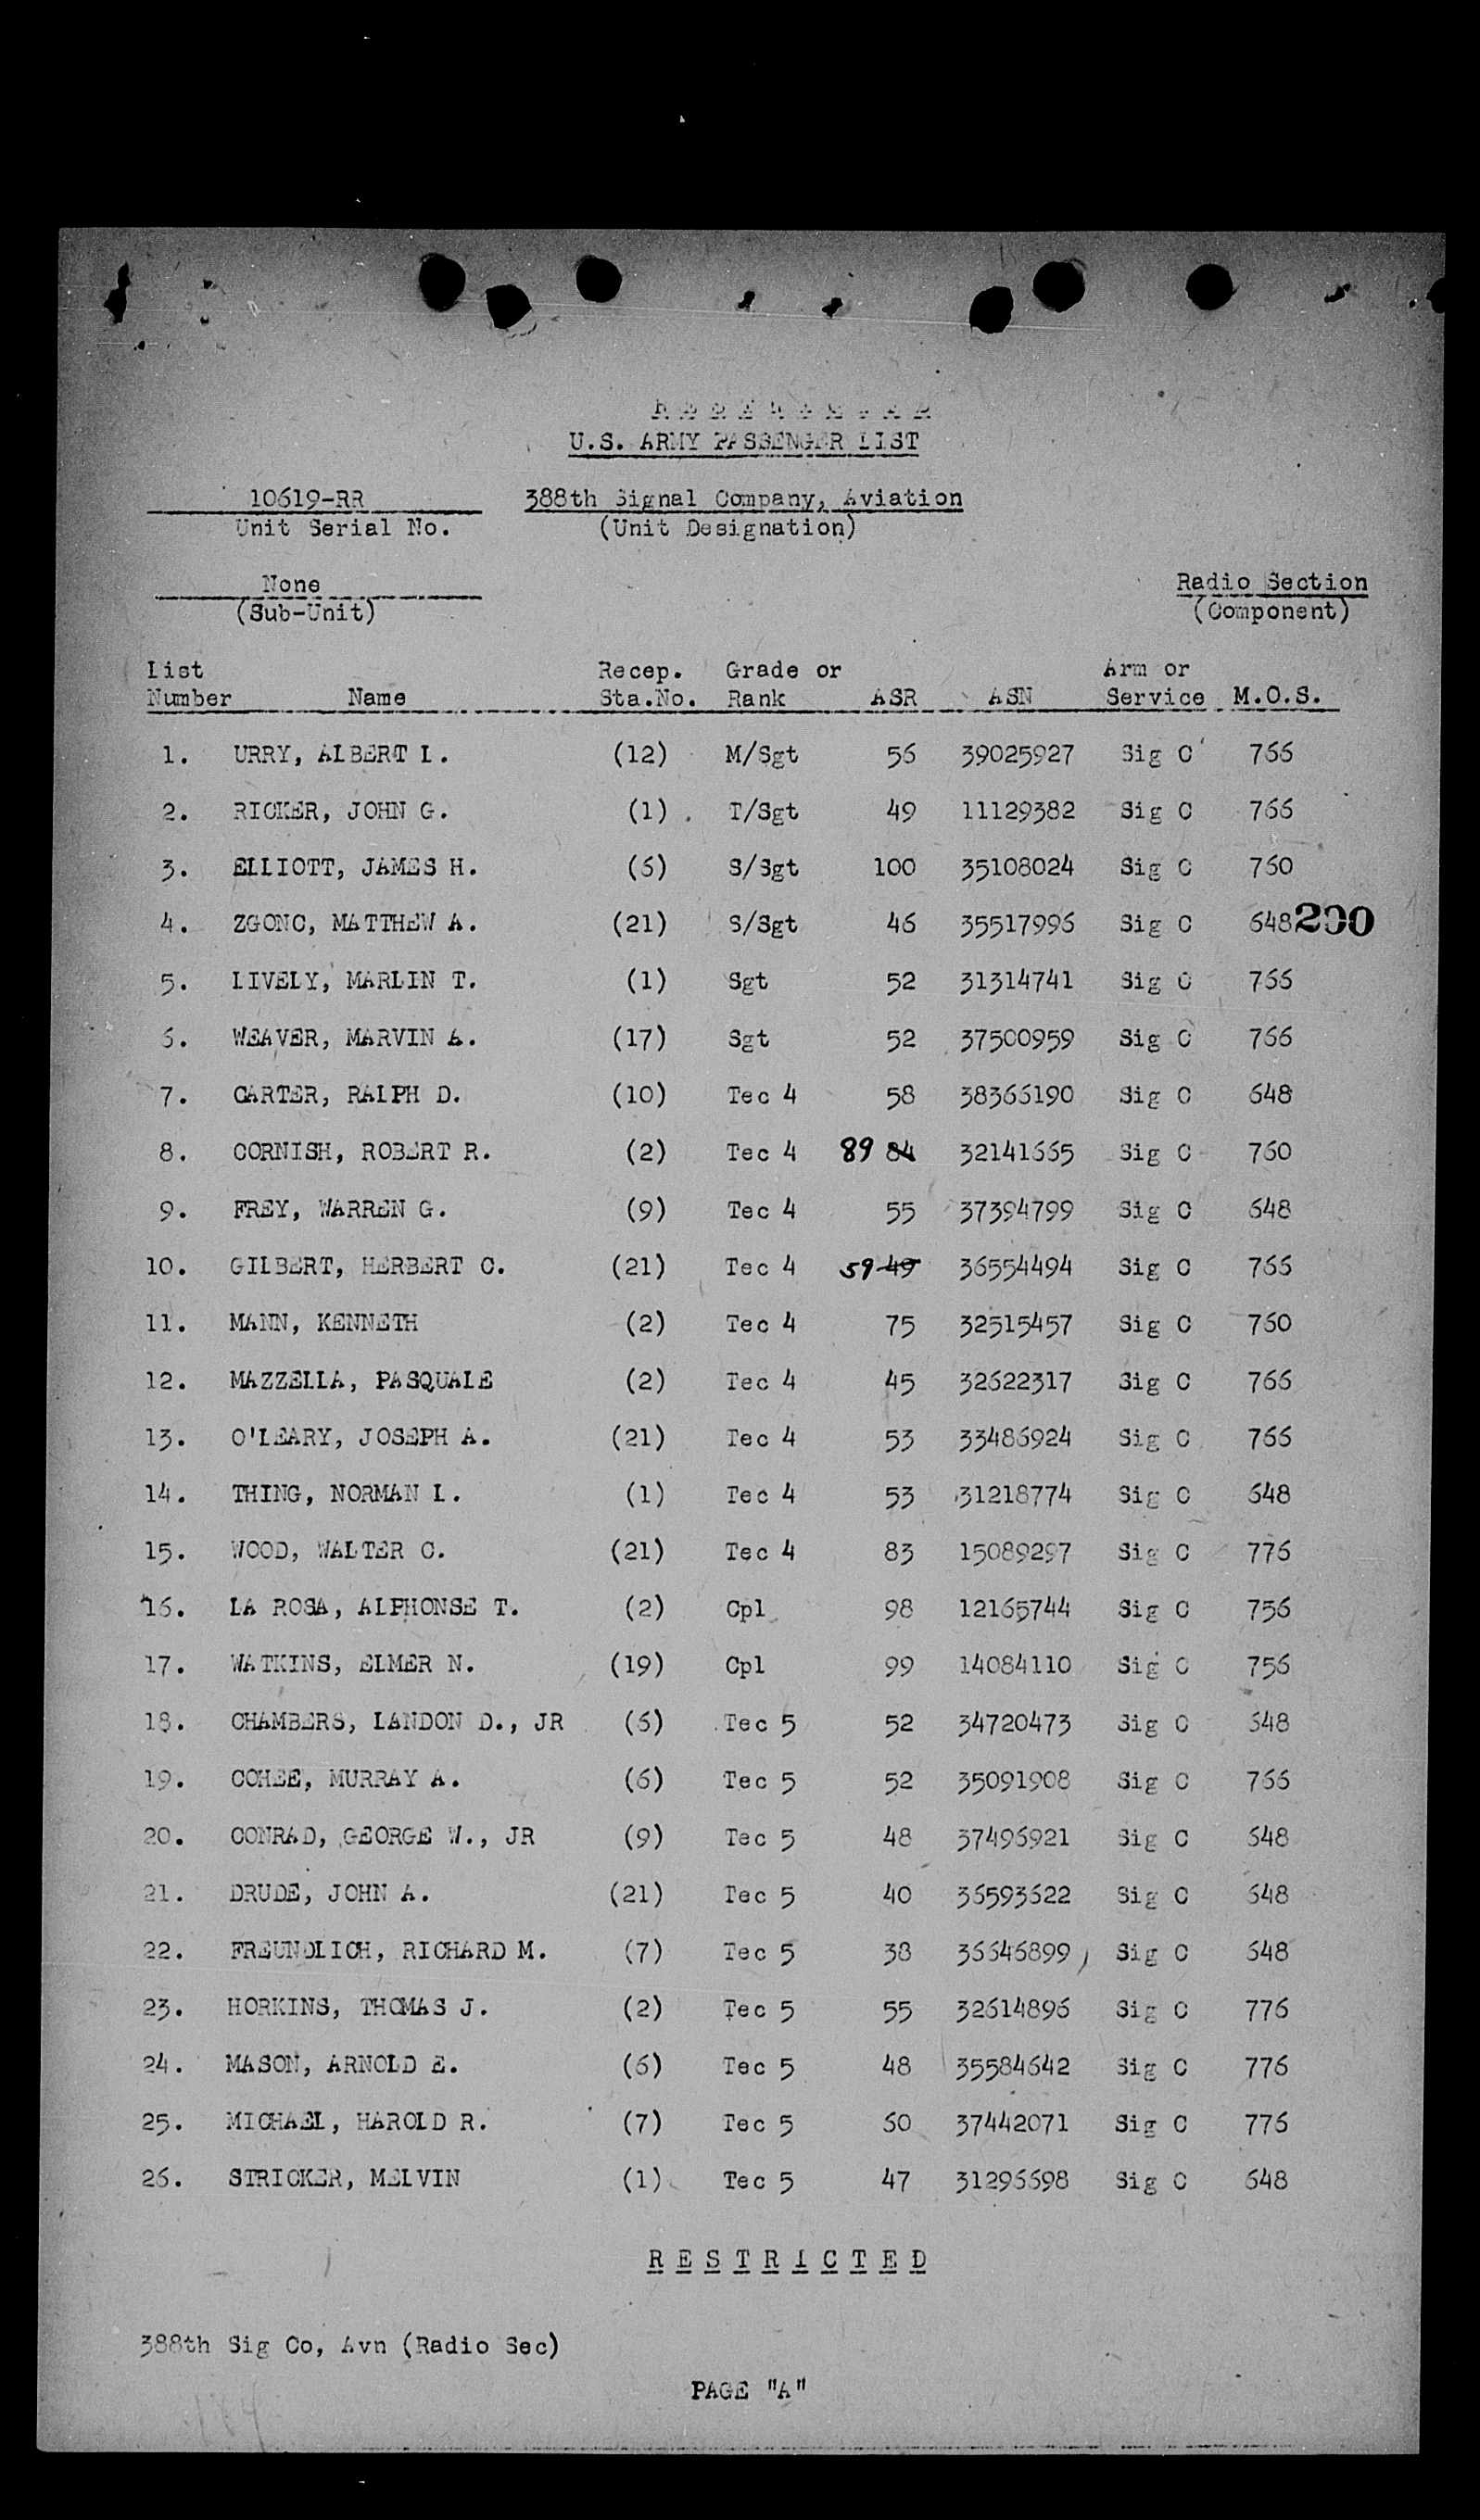 U.S. ARMY PASSENGER LIST
10619-RR 388th Signal Company, Aviation
Unit Serial No. (Unit Designation)
None Radio Section
(Sub-Unit) (Component)
List Recep. Grade or Arm or
Number Name Sta.No. Rank ASR ASN Service M.O.S.
1. URRY, ALBERT L. (12) M/Sgt 56 39025927 Sig C 766
2. RICKER, JOHN G. (1) T/Sgt 49 11129382 Sig C 766
3. ELLIOTT, JAMES H. (6) S/Sgt 100 35108024 Sig C 760
4. ZGONC, MATTHEW A. (21) S/Sgt 46 35517996 Sig C 648 200
5. LIVELY, MARLIN T. (1) Sgt 52 31314741 Sig C 766
6. WEAVER, MARVIN A. (17) Sgt 52 37500959 Sig C 766
7. CARTER, RALPH D. (10) Tec 4 58 38366190 Sig C 648
8. CORNISH, ROBERT R. (2) Tec 4 89 84 32141665 Sig C 760
9. FREY, WARREN G. (9) Tec 4 55 37394799 Sig C 648
10. GILBERT, HERBERT C. (21) Tec 4 59 49 36554494 Sig C 766
11. MANN, KENNETH (2) Tec 4 75 32515457 Sig C 760
12. MAZZELLA, PASQUALE (2) Tec 4 45 32622317 Sig C 766
13. O'LEARY, JOSEPH A. (21) Tec 4 53 33486924 Sig C 766
14. THING, NORMAN L. (1) Tec 4 53 31218774 Sig C 648
15. WOOD, WALTER C. (21) Tec 4 83 15089297 Sig C 776
16. LA ROSA, ALPHONSE T. (2) Cpl 98 12165744 Sig C 756
17. WATKINS, ELMER N. (19) Cpl 99 14084110 Sig C 756
18. CHAMBERS, LANDON D., JR (6) Tec 5 52 34720473 Sig C 648
19. COHEE, MURRAY A. (6) Tec 5 52 35091908 Sig C 766
20. CONRAD, GEORGE W., JR (9) Tec 5 48 37496921 Sig C 648
21. DRUDE, JOHN A. (21) Tec 5 40 36593622 Sig C 648
22. FREUNDLICH, RICHARD M. (7) Tec 5 38 36646899 Sig C 648
23. HORKINS, THOMAS J. (2) Tec 5 55 32614896 Sig C 776
24. MASON, ARNOLD E. (6) Tec 5 48 35584642 Sig C 776
25. MICHAEL, HAROLD R. (7) Tec 5 60 37442071 Sig C 776
26. STRICKER, MELVIN (1) Tec 5 47 31296698 Sig C 648
R E S T R I C T E D
388th Sig Co, Avn (Radio Sec)
PAGE "A"